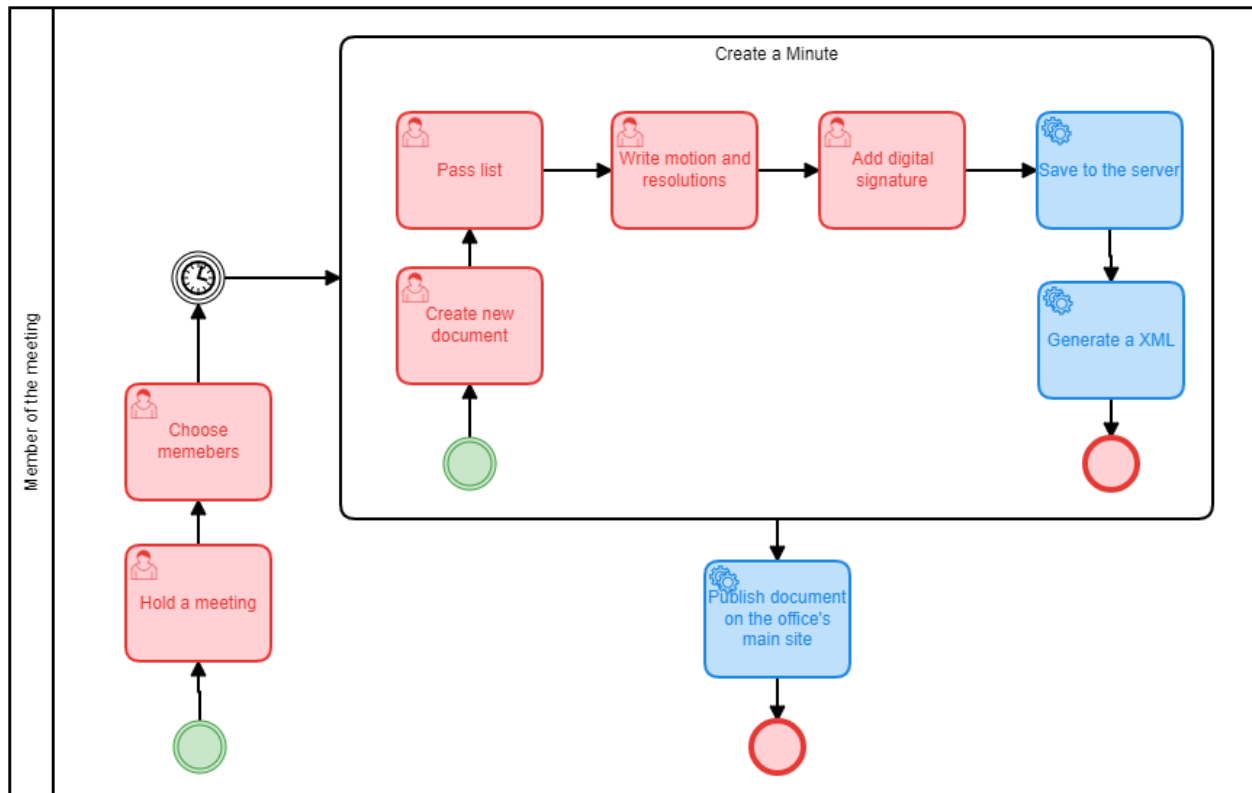 Member of the meeting
Create a Minute
Pass list
Write motion and
resolutions
Add digital
signature
Save to the server
Create new
document
Generate a XML
Choose
memebers
Hold a meeting
Publish document
on the office's
main site